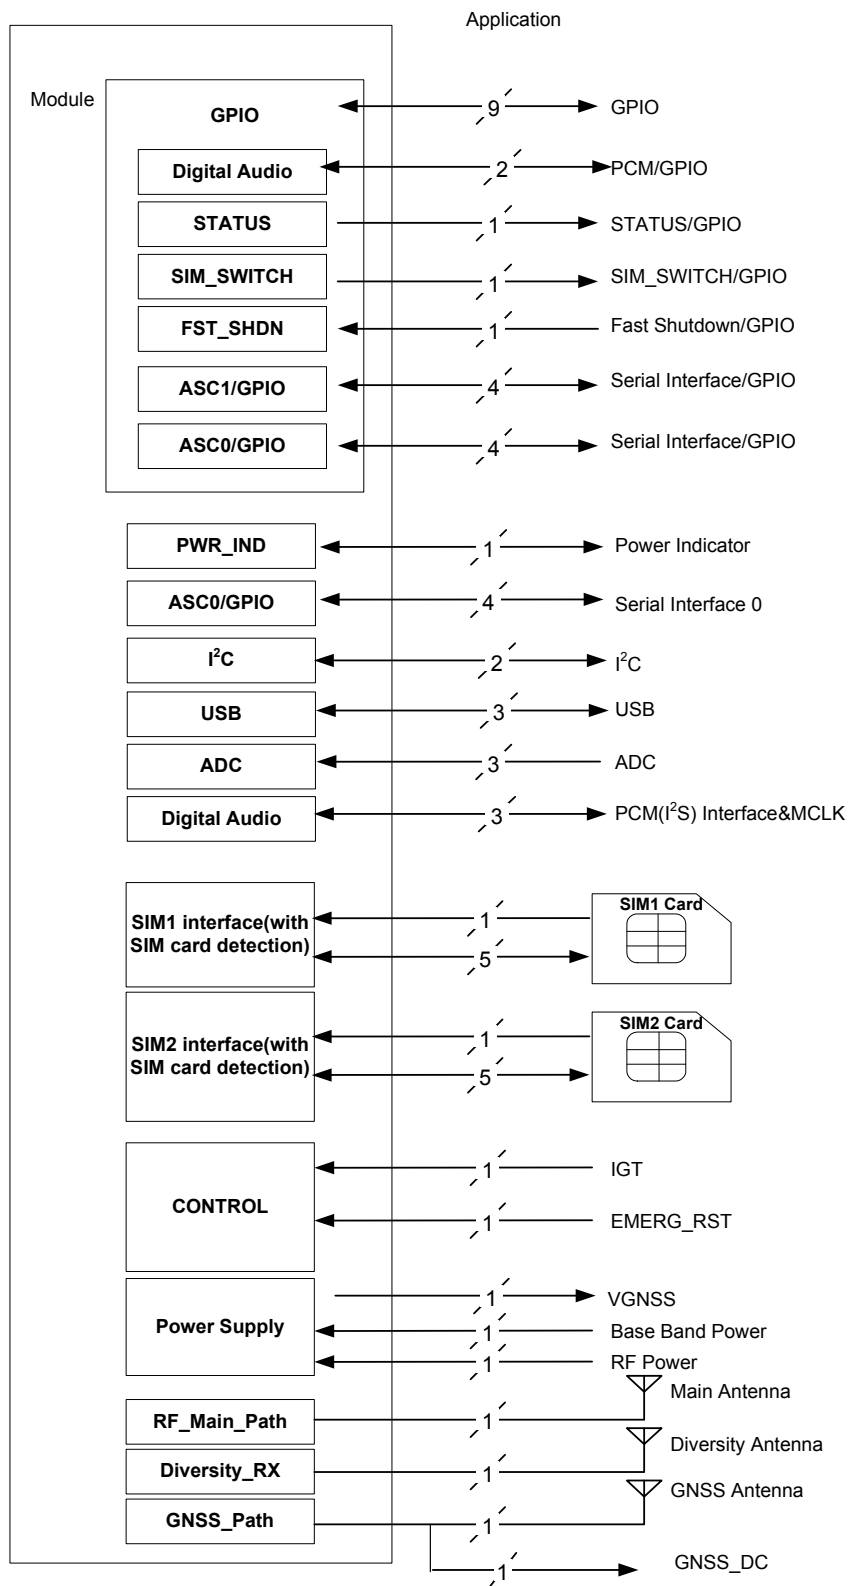 Application
Module
GPIO
9
GPIO
Digital Audio
2
PCM/GPIO
STATUS
1
STATUS/GPIO
SIM_SWITCH
1
SIM_SWITCH/GPIO
FST_SHDN
1
Fast Shutdown/GPIO
ASC1/GPIO
4
Serial Interface/GPIO
ASC0/GPIO
4
Serial Interface/GPIO
PWR_IND
1
Power Indicator
ASC0/GPIO
4
Serial Interface 0
I²C
2
I²C
USB
3
USB
ADC
3
ADC
Digital Audio
3
PCM(I²S) Interface&MCLK
SIM1 interface(with
SIM card detection)
1
5
SIM1 Card
SIM2 interface(with
SIM card detection)
1
5
SIM2 Card
CONTROL
1
IGT
1
EMERG_RST
Power Supply
1
VGNSS
1
Base Band Power
1
RF Power
RF_Main_Path
1
Main Antenna
Diversity_RX
1
Diversity Antenna
GNSS_Path
1
GNSS Antenna
1
GNSS_DC